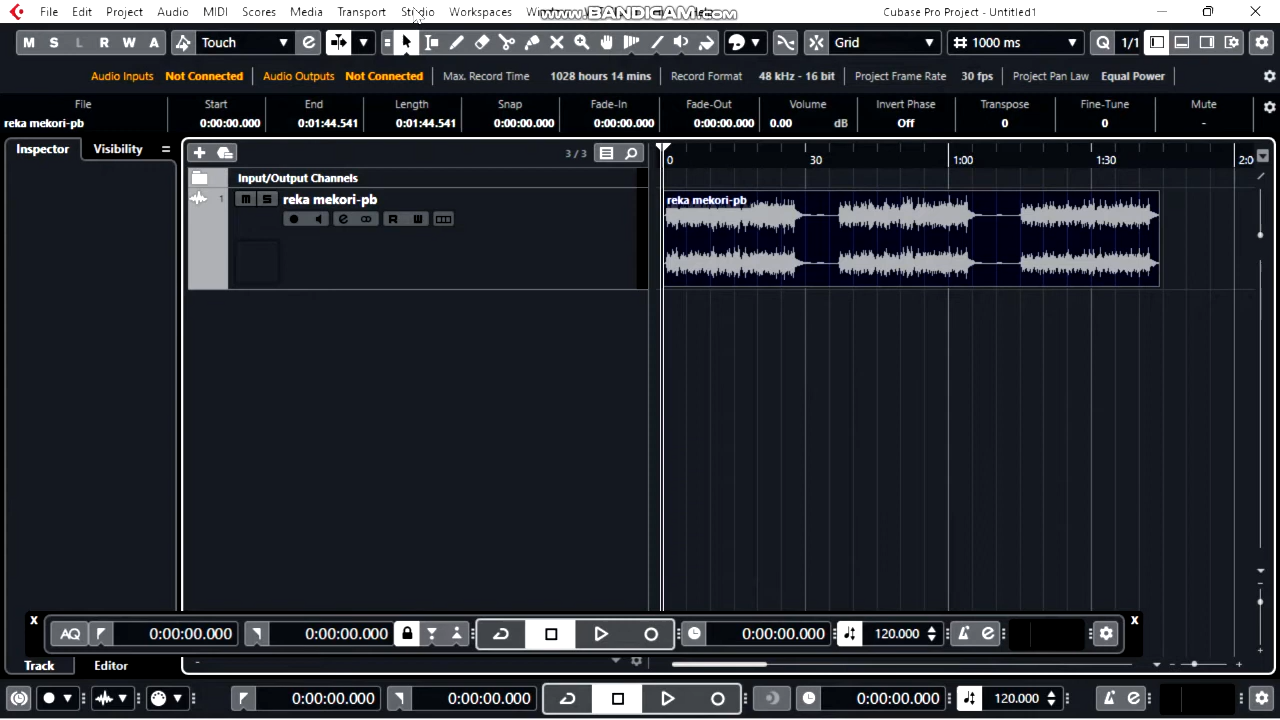 File Edit Project Audio MIDI Scores Media Transport Studio Workspaces
www.BANDICAM.com
Cubase Pro Project - Untitled1
M S L R W A Touch Grid 1000 ms Q 1/1
Audio Inputs Not Connected Audio Outputs Not Connected Max. Record Time 1028 hours 14 mins Record Format 48 kHz - 16 bit Project Frame Rate 30 fps Project Pan Law Equal Power
File Start End Length Snap Fade-In Fade-Out Volume Invert Phase Transpose Fine-Tune Mute
reka mekori-pb 0:00:00.000 0:01:44.541 0:01:44.541 0:00:00.000 0:00:00.000 0:00:00.000 0.00 dB Off 0 0 -
Inspector Visibility 3 / 3 0 30 1:00 1:30 2:0
Input/Output Channels
1 m S reka mekori-pb reka mekori-pb
e R W
x AQ 0:00:00.000 0:00:00.000 0:00:00.000 120.000 e x
Track Editor -
0:00:00.000 0:00:00.000 0:00:00.000 120.000 e